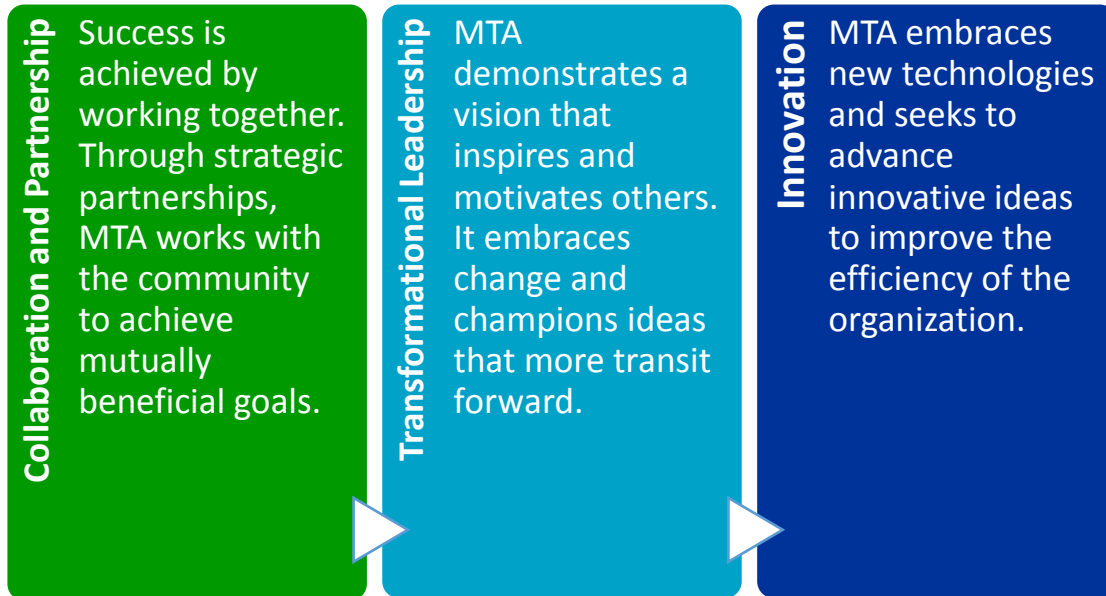 Collaboration and Partnership
Success is
achieved by
working together.
Through strategic
partnerships,
MTA works with
the community
to achieve
mutually
beneficial goals.
Transformational Leadership
MTA
demonstrates a
vision that
inspires and
motivates others.
It embraces
change and
champions ideas
that more transit
forward.
Innovation
MTA embraces
new technologies
and seeks to
advance
innovative ideas
to improve the
efficiency of the
organization.